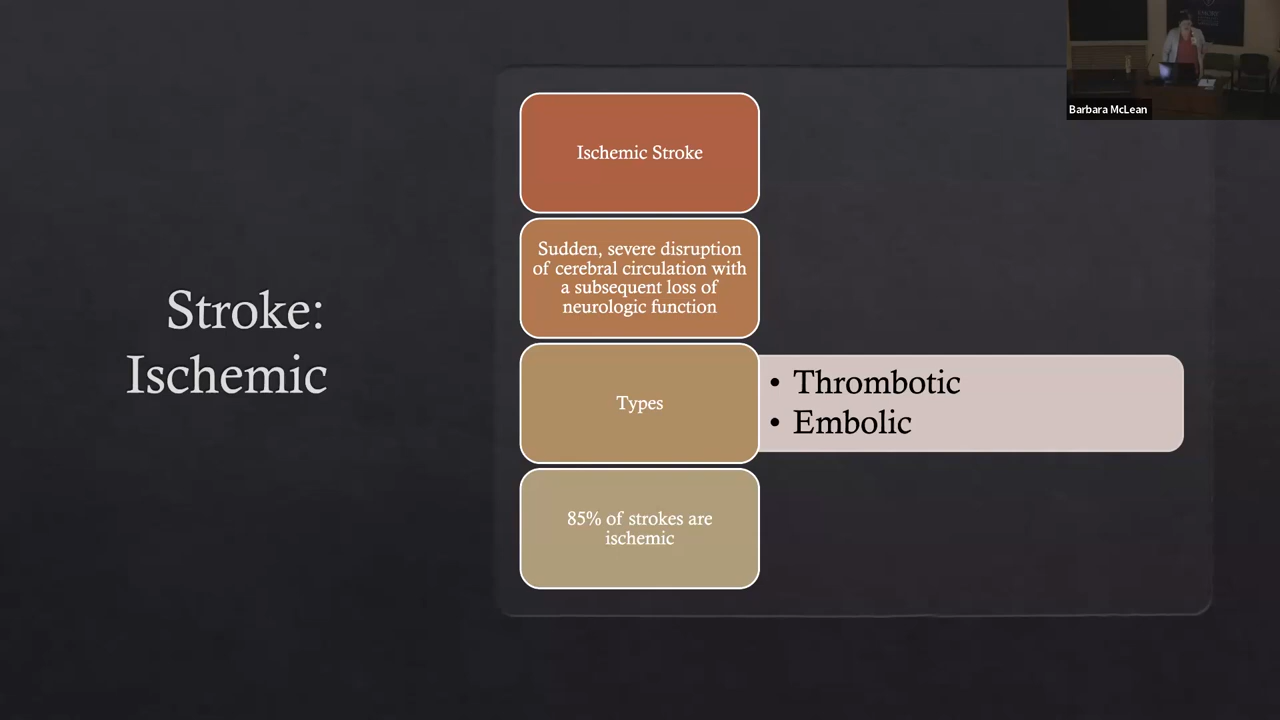 Stroke:
Ischemic
Ischemic Stroke
Sudden, severe disruption
of cerebral circulation with
a subsequent loss of
neurologic function
Types
• Thrombotic
• Embolic
85% of strokes are
ischemic
Barbara McLean